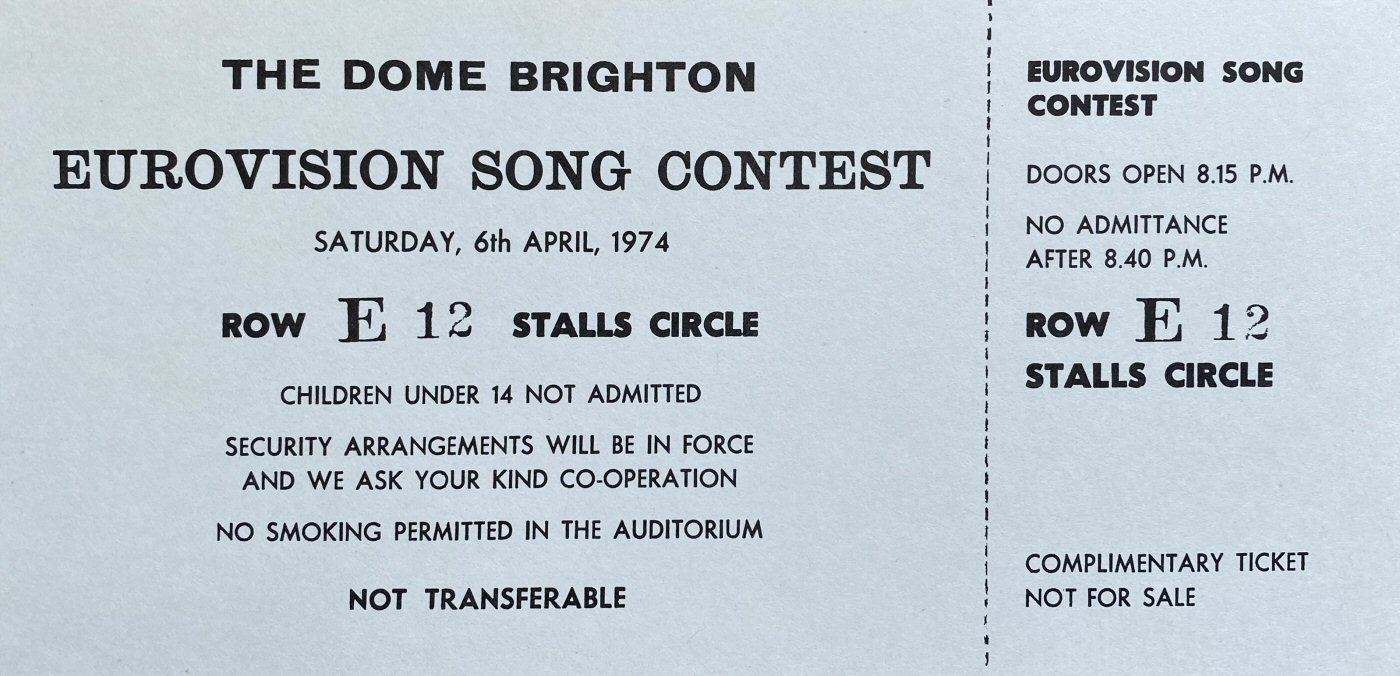 THE DOME BRIGHTON
EUROVISION SONG CONTEST
SATURDAY, 6th APRIL, 1974
ROW E 12 STALLS CIRCLE
CHILDREN UNDER 14 NOT ADMITTED
SECURITY ARRANGEMENTS WILL BE IN FORCE
AND WE ASK YOUR KIND CO-OPERATION
NO SMOKING PERMITTED IN THE AUDITORIUM
NOT TRANSFERABLE
EUROVISION SONG
CONTEST
DOORS OPEN 8.15 P.M.
NO ADMITTANCE
AFTER 8.40 P.M.
ROW E 12
STALLS CIRCLE
COMPLIMENTARY TICKET
NOT FOR SALE